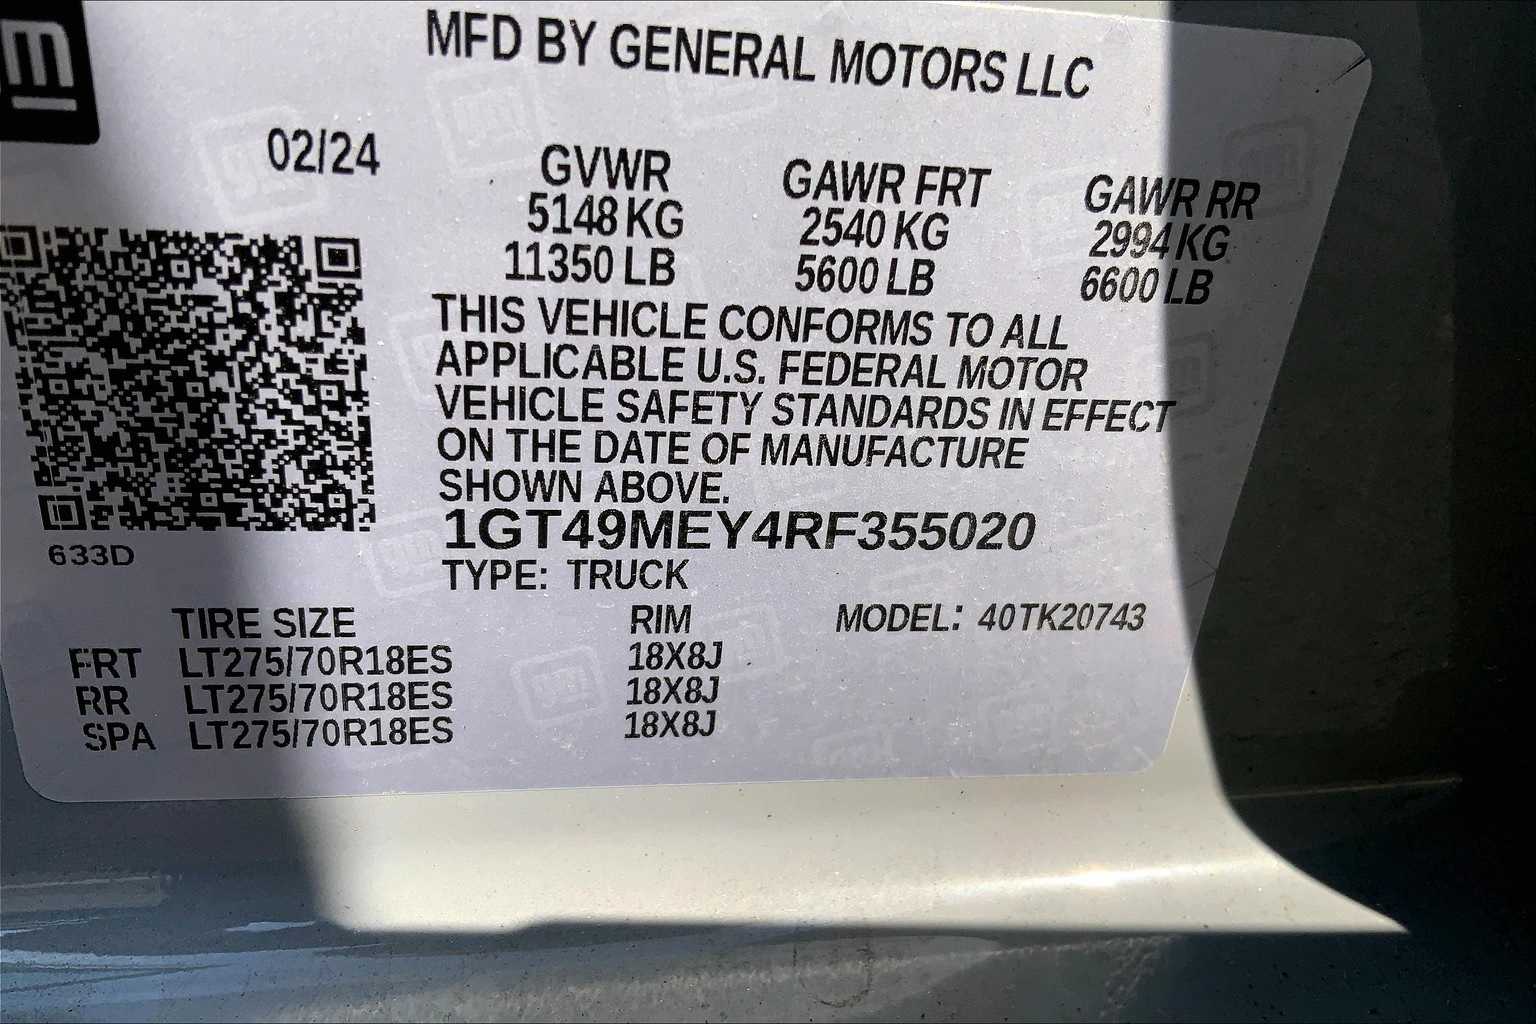 GM
MFD BY GENERAL MOTORS LLC
02/24
GVWR GAWR FRT GAWR RR
5148 KG 2540 KG 2994 KG
11350 LB 5600 LB 6600 LB
THIS VEHICLE CONFORMS TO ALL
APPLICABLE U.S. FEDERAL MOTOR
VEHICLE SAFETY STANDARDS IN EFFECT
ON THE DATE OF MANUFACTURE
SHOWN ABOVE.
1GT49MEY4RF355020
633D
TYPE: TRUCK
TIRE SIZE RIM MODEL: 40TK20743
FRT LT275/70R18ES 18X8J
RR LT275/70R18ES 18X8J
SPA LT275/70R18ES 18X8J